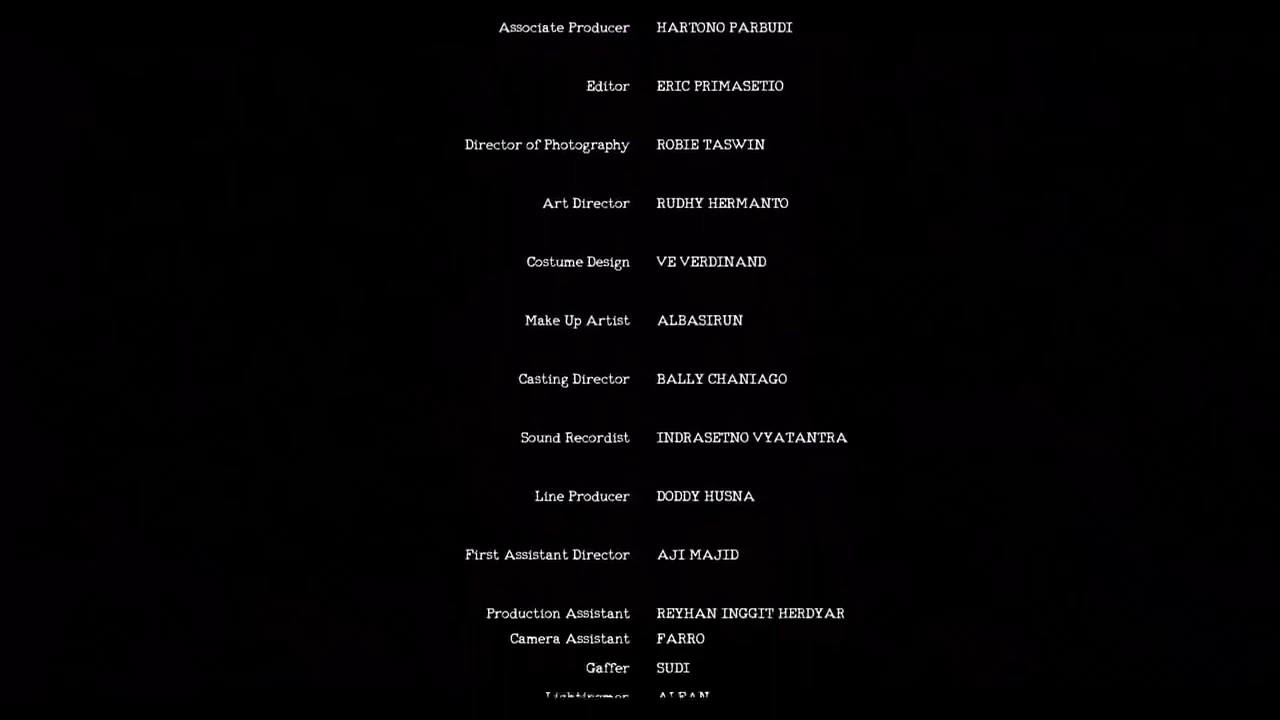 Associate Producer HARTONO PARBUDI
Editor ERIC PRIMASETIO
Director of Photography ROBIE TASWIN
Art Director RUDHY HERMANTO
Costume Design VE VERDINAND
Make Up Artist ALBASIRUN
Casting Director BALLY CHANIAGO
Sound Recordist INDRASETNO VYATANTRA
Line Producer DODDY HUSNA
First Assistant Director AJI MAJID
Production Assistant REYHAN INGGIT HERDYAR
Camera Assistant FARRO
Gaffer SUDI